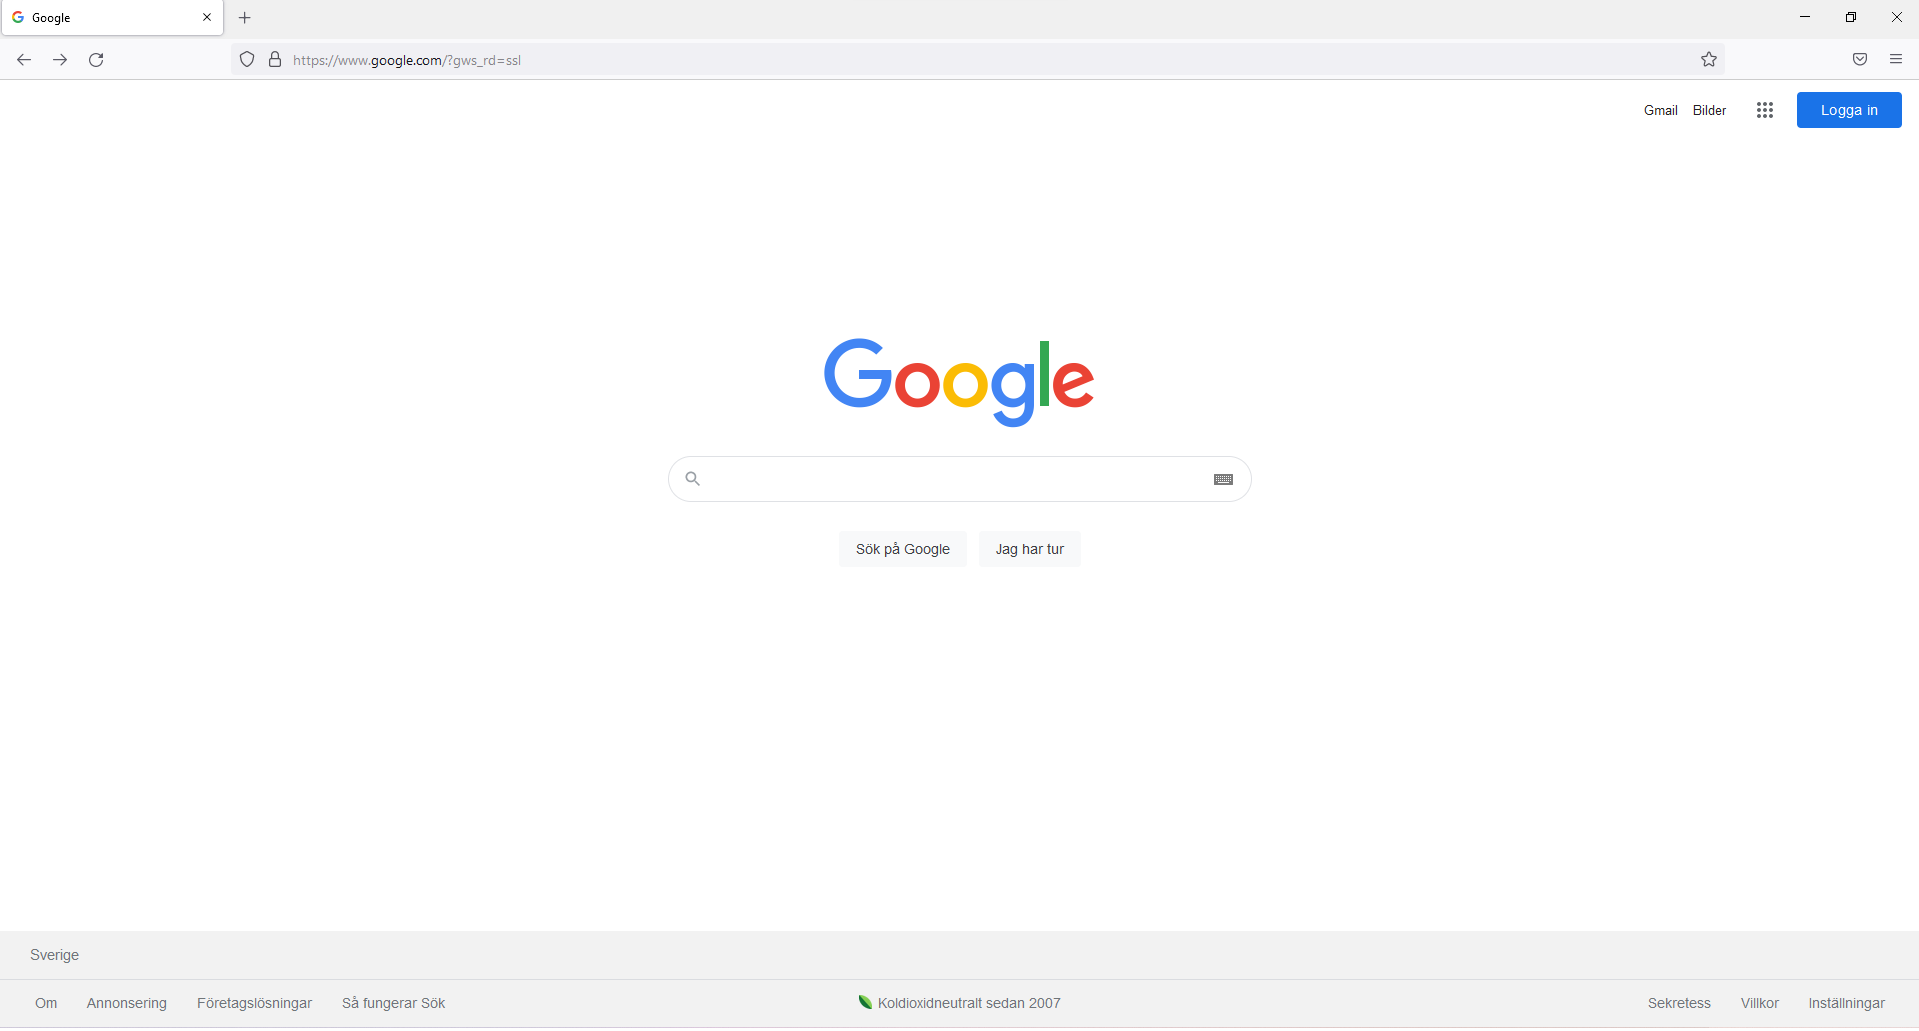 Google
https://www.google.com/?gws_rd=ssl
Gmail Bilder Logga in
Google
Sök på Google Jag har tur
Sverige
Om Annonsering Företagslösningar Så fungerar Sök Koldioxidneutralt sedan 2007 Sekretess Villkor Inställningar